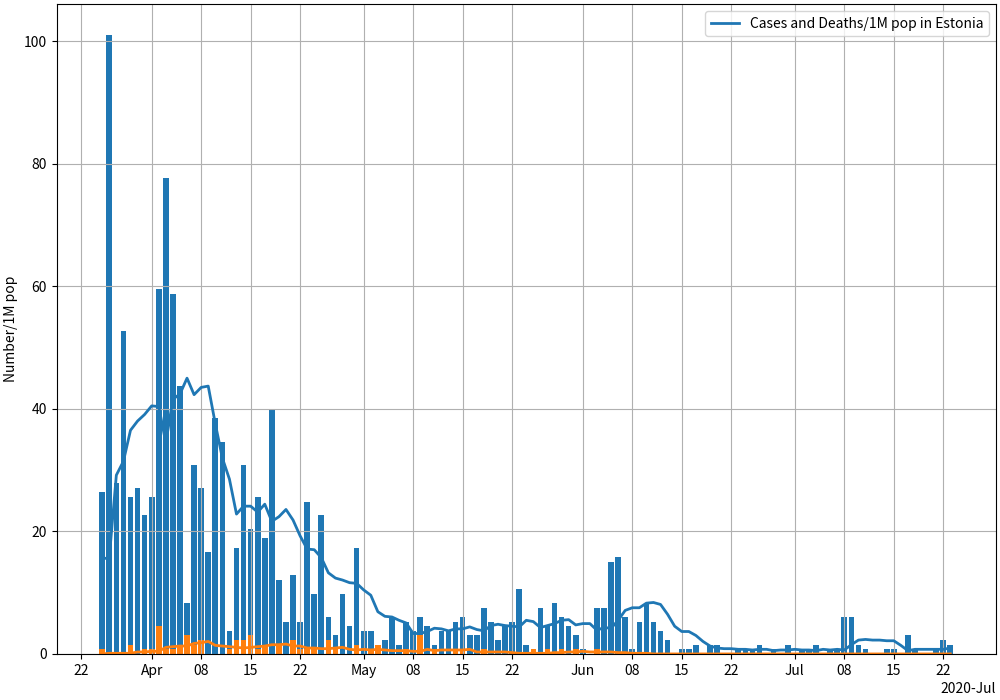 Cases and Deaths/1M pop in Estonia
Number/1M pop
100
80
60
40
20
0
22 Apr 08 15 22 May 08 15 22 Jun 08 15 22 Jul 08 15 22
2020-Jul